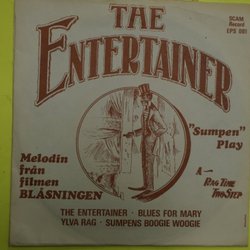 THE
ENTERTAINER
SCAM
Record
EPS 081
"Sumpen"
Play
Melodin
från
filmen
BLÅSNINGEN
A
RAG TIME
TWO STEP
THE ENTERTAINER · BLUES FOR MARY
YLVA RAG · SUMPENS BOOGIE WOOGIE